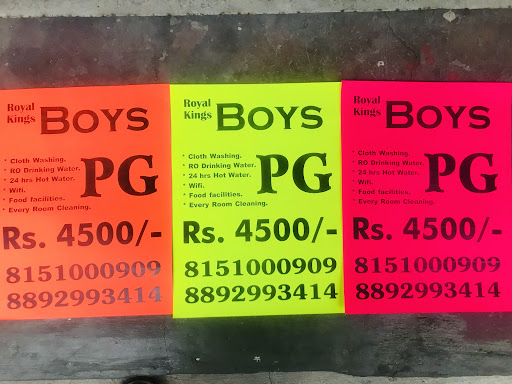 Royal
Kings BOYS
PG
* Cloth Washing.
* RO Drinking Water.
* 24 hrs Hot Water.
* Wifi.
* Food facilities.
* Every Room Cleaning.
Rs. 4500/-
8151000909
8892993414
Royal
Kings BOYS
PG
* Cloth Washing.
* RO Drinking Water.
* 24 hrs Hot Water.
* Wifi.
* Food facilities.
* Every Room Cleaning.
Rs. 4500/-
8151000909
8892993414
Royal
Kings BOYS
PG
* Cloth Washing.
* RO Drinking Water.
* 24 hrs Hot Water.
* Wifi.
* Food facilities.
* Every Room Cleaning.
Rs. 4500/-
8151000909
8892993414